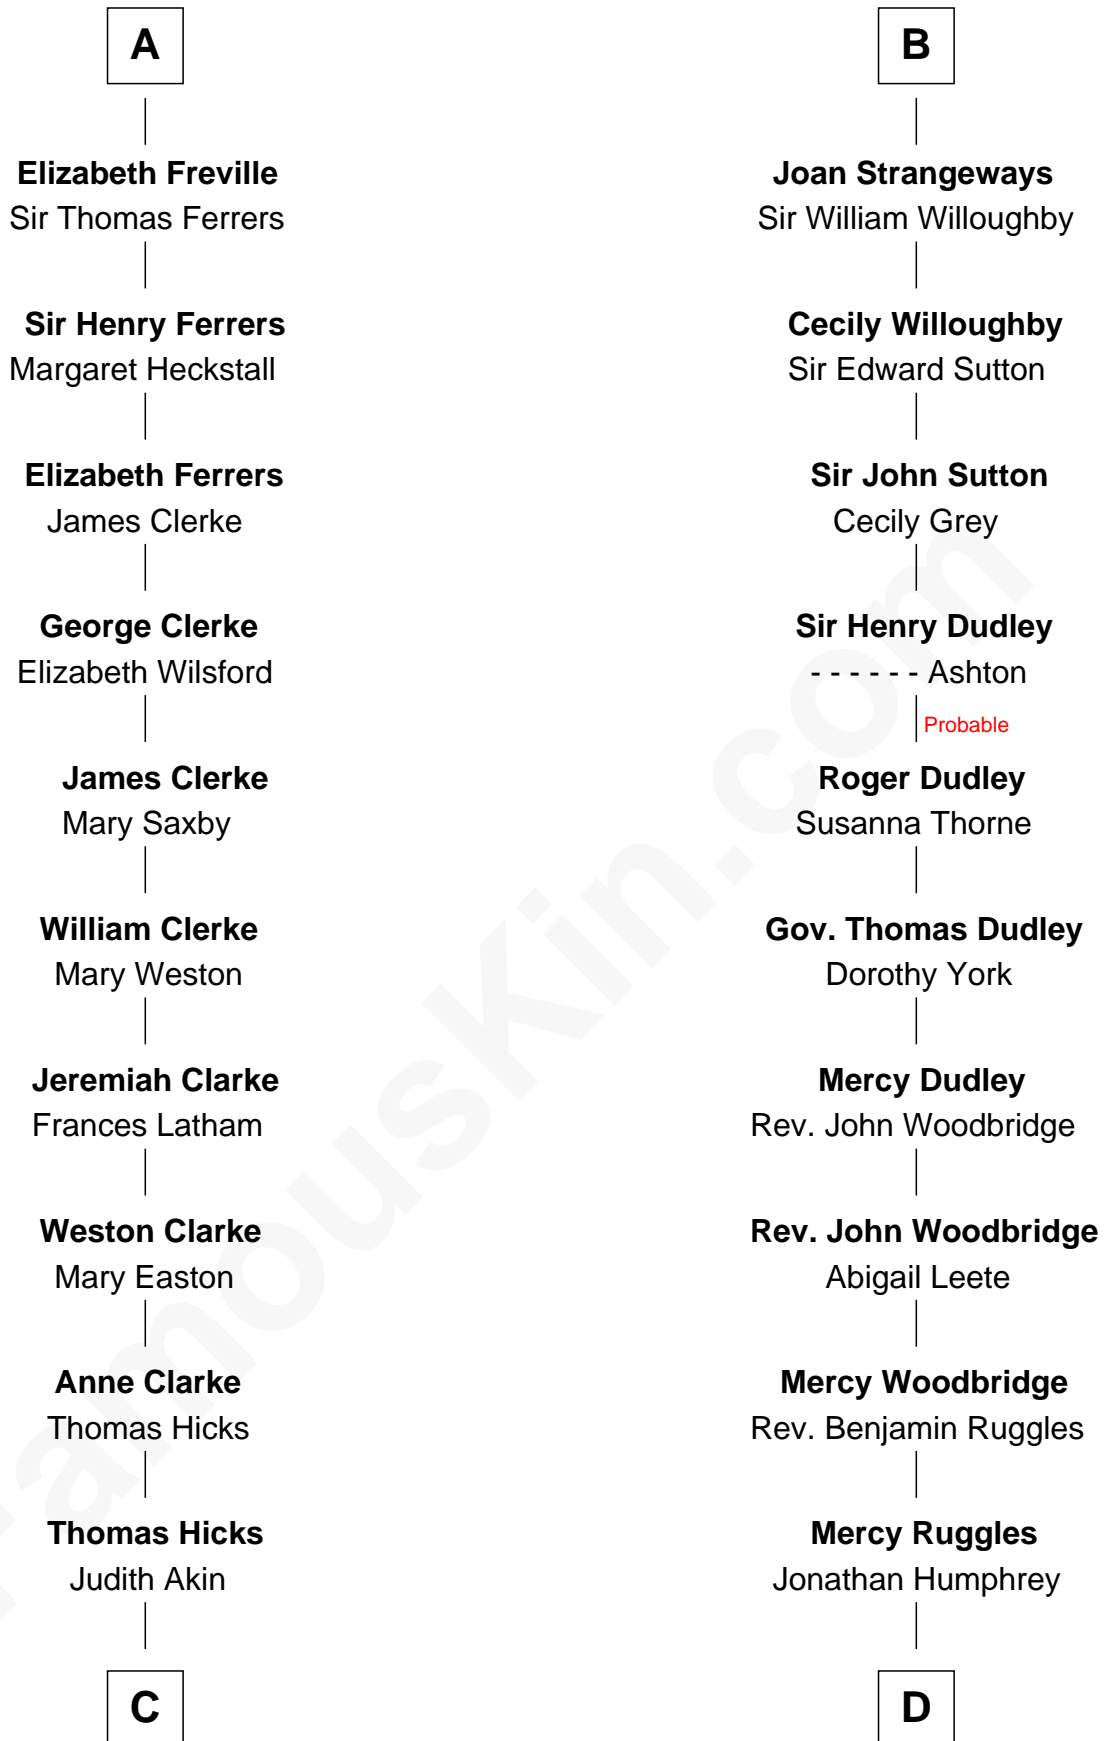 A
Elizabeth Freville
Sir Thomas Ferrers
Sir Henry Ferrers
Margaret Heckstall
Elizabeth Ferrers
James Clerke
George Clerke
Elizabeth Wilsford
James Clerke
Mary Saxby
William Clerke
Mary Weston
Jeremiah Clarke
Frances Latham
Weston Clarke
Mary Easton
Anne Clarke
Thomas Hicks
Thomas Hicks
Judith Akin
C
B
Joan Strangeways
Sir William Willoughby
Cecily Willoughby
Sir Edward Sutton
Sir John Sutton
Cecily Grey
Sir Henry Dudley
- - - - - - Ashton
Probable
Roger Dudley
Susanna Thorne
Gov. Thomas Dudley
Dorothy York
Mercy Dudley
Rev. John Woodbridge
Rev. John Woodbridge
Abigail Leete
Mercy Woodbridge
Rev. Benjamin Ruggles
Mercy Ruggles
Jonathan Humphrey
D
FamousKin.com